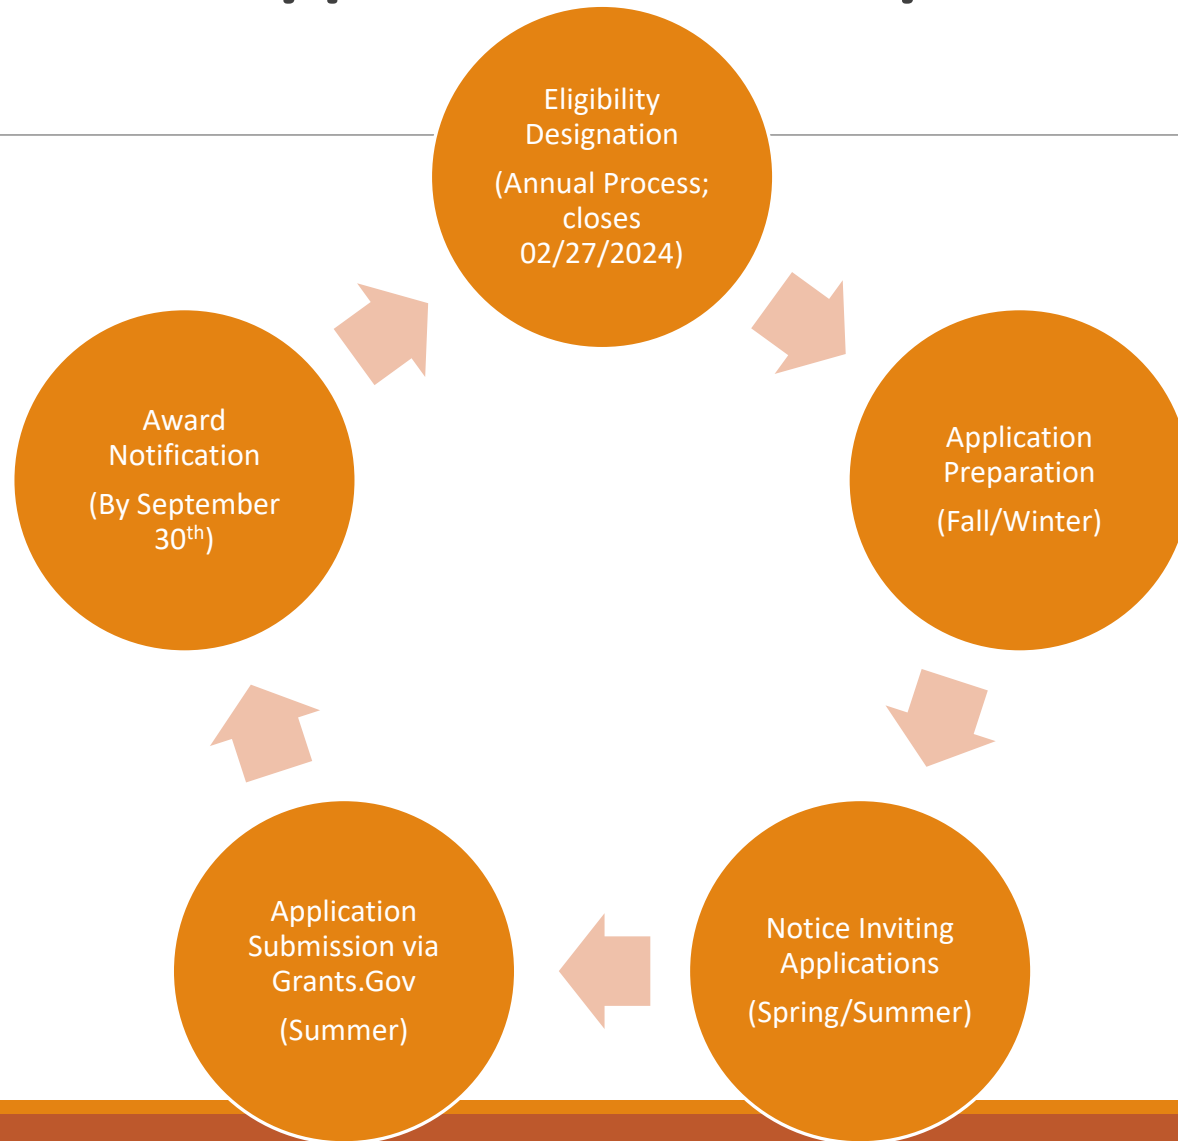 Eligibility
Designation
(Annual Process;
closes
02/27/2024)
Application
Preparation
(Fall/Winter)
Notice Inviting
Applications
(Spring/Summer)
Application
Submission via
Grants.Gov
(Summer)
Award
Notification
(By September
30th)